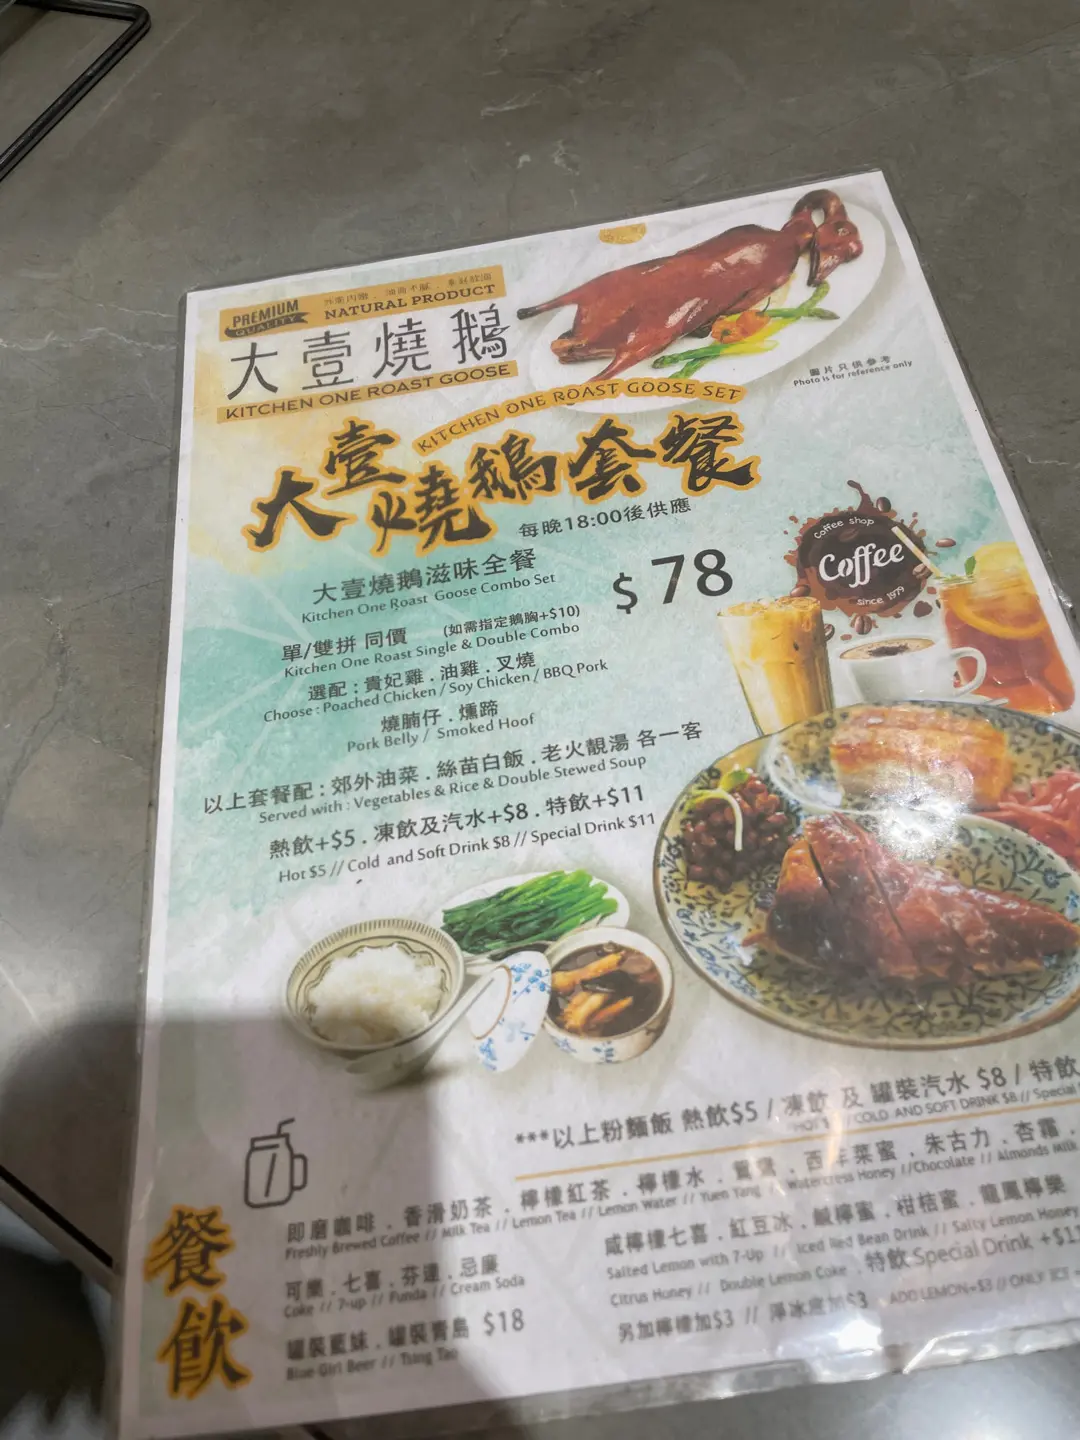 PREMIUM
QUALITY
NATURAL PRODUCT
大壹燒鵝
KITCHEN ONE ROAST GOOSE
圖片只供參考
Photo is for reference only
KITCHEN ONE ROAST GOOSE SET
大壹燒鵝套餐
每晚18:00後供應
大壹燒鵝滋味全餐
Kitchen One Roast Goose Combo Set
$78
單/雙拼 同價 (如需指定鵝胸+$10)
Kitchen One Roast Single & Double Combo
選配：貴妃雞．油雞．叉燒
Choose : Poached Chicken / Soy Chicken / BBQ Pork
燒腩仔．燻蹄
Pork Belly / Smoked Hoof
以上套餐配：郊外油菜．絲苗白飯．老火靚湯 各一客
Served with : Vegetables & Rice & Double Stewed Soup
熱飲+$5．凍飲及汽水+$8．特飲+$11
Hot $5 // Cold and Soft Drink $8 // Special Drink $11
Coffee shop
Coffee
since 1979
***以上粉麵飯 熱飲$5 / 凍飲 及 罐裝汽水 $8 / 特飲
COLD AND SOFT DRINK $8 // Special
餐飲
即磨咖啡．香滑奶茶．檸檬紅茶．檸檬水．鴛鴦．西洋菜蜜．朱古力．杏霜．
Freshly Brewed Coffee // Milk Tea // Lemon Tea // Lemon Water // Yuen Yang / Watercress Honey //Chocolate // Almonds Milk
可樂．七喜．芬達．忌廉
Coke // 7-up // Funda // Cream Soda
罐裝藍妹．罐裝青島 $18
Blue Girl Beer // Tsing Tao
咸檸檬七喜．紅豆冰．鹹檸蜜．柑桔蜜．龍鳳檸樂
Salted Lemon with 7-Up // Iced Red Bean Drink // Salty Lemon Honey
Citrus Huney // Double Lemon Coke
特飲 Special Drink +$11
另加檸檬加$3 // 淨冰底加$3
ADD LEMON+$3 // ONLY ICE